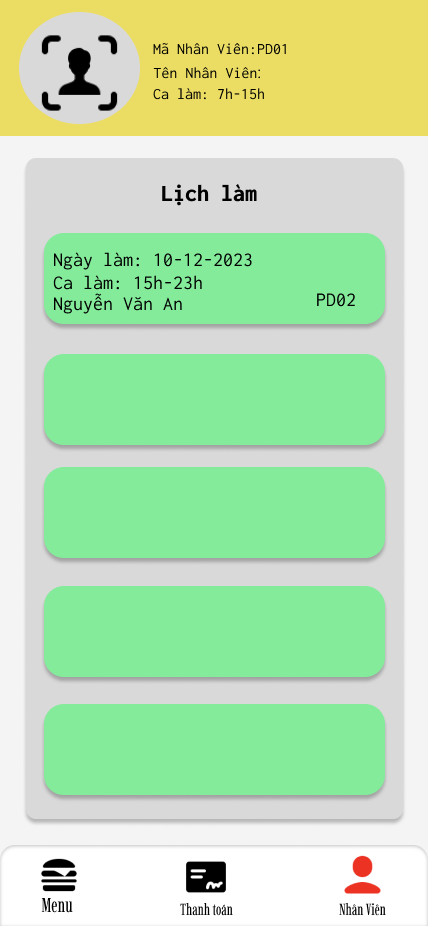 Mã Nhân Viên:PD01
Tên Nhân Viên:
Ca làm: 7h-15h
Lịch làm
Ngày làm: 10-12-2023
Ca làm: 15h-23h
Nguyễn Văn An
PD02
Menu
Thanh toán
Nhân Viên